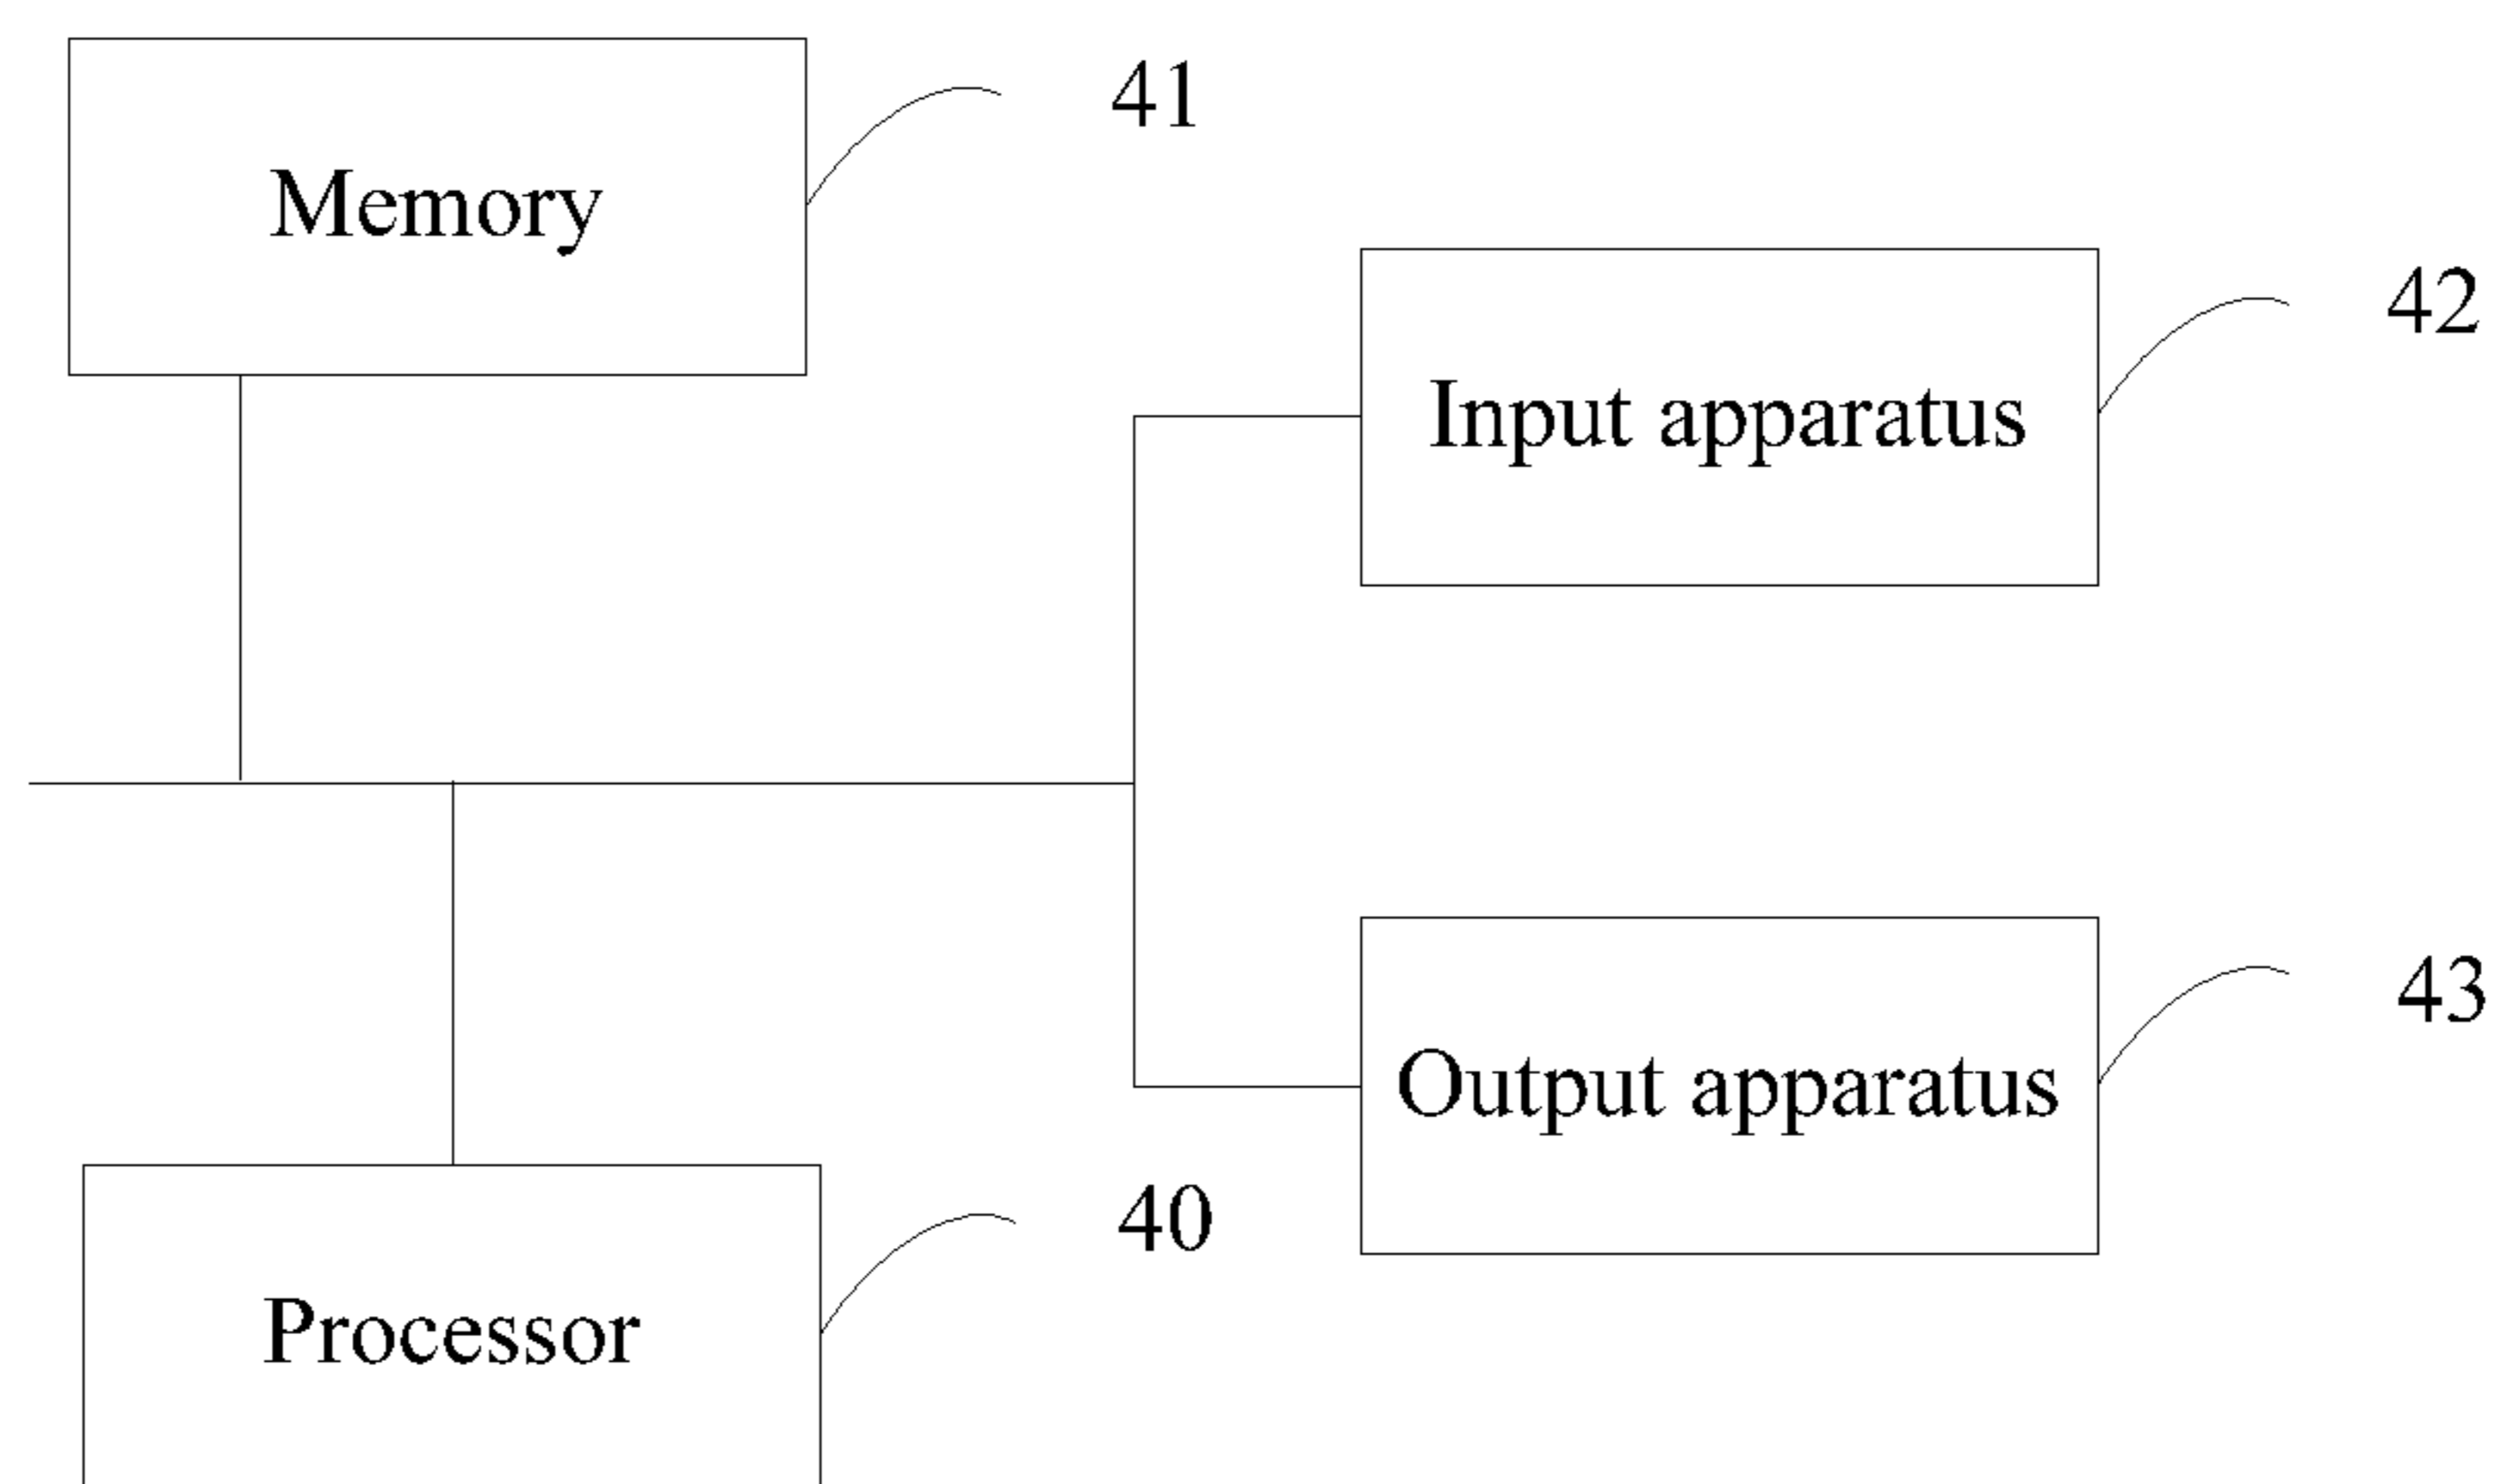 41
Memory
42
Input apparatus
43
Output apparatus
40
Processor